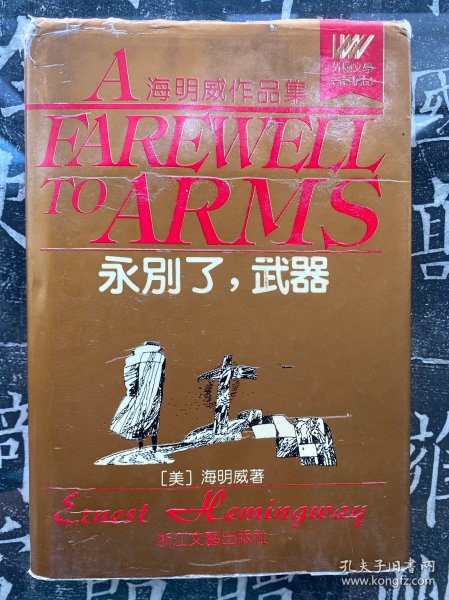 海明威作品集
A
FAREWELL
TO ARMS
永别了，武器
[美] 海明威著
Ernest Hemingway
浙江文艺出版社
孔夫子旧书网
www.kongfz.com